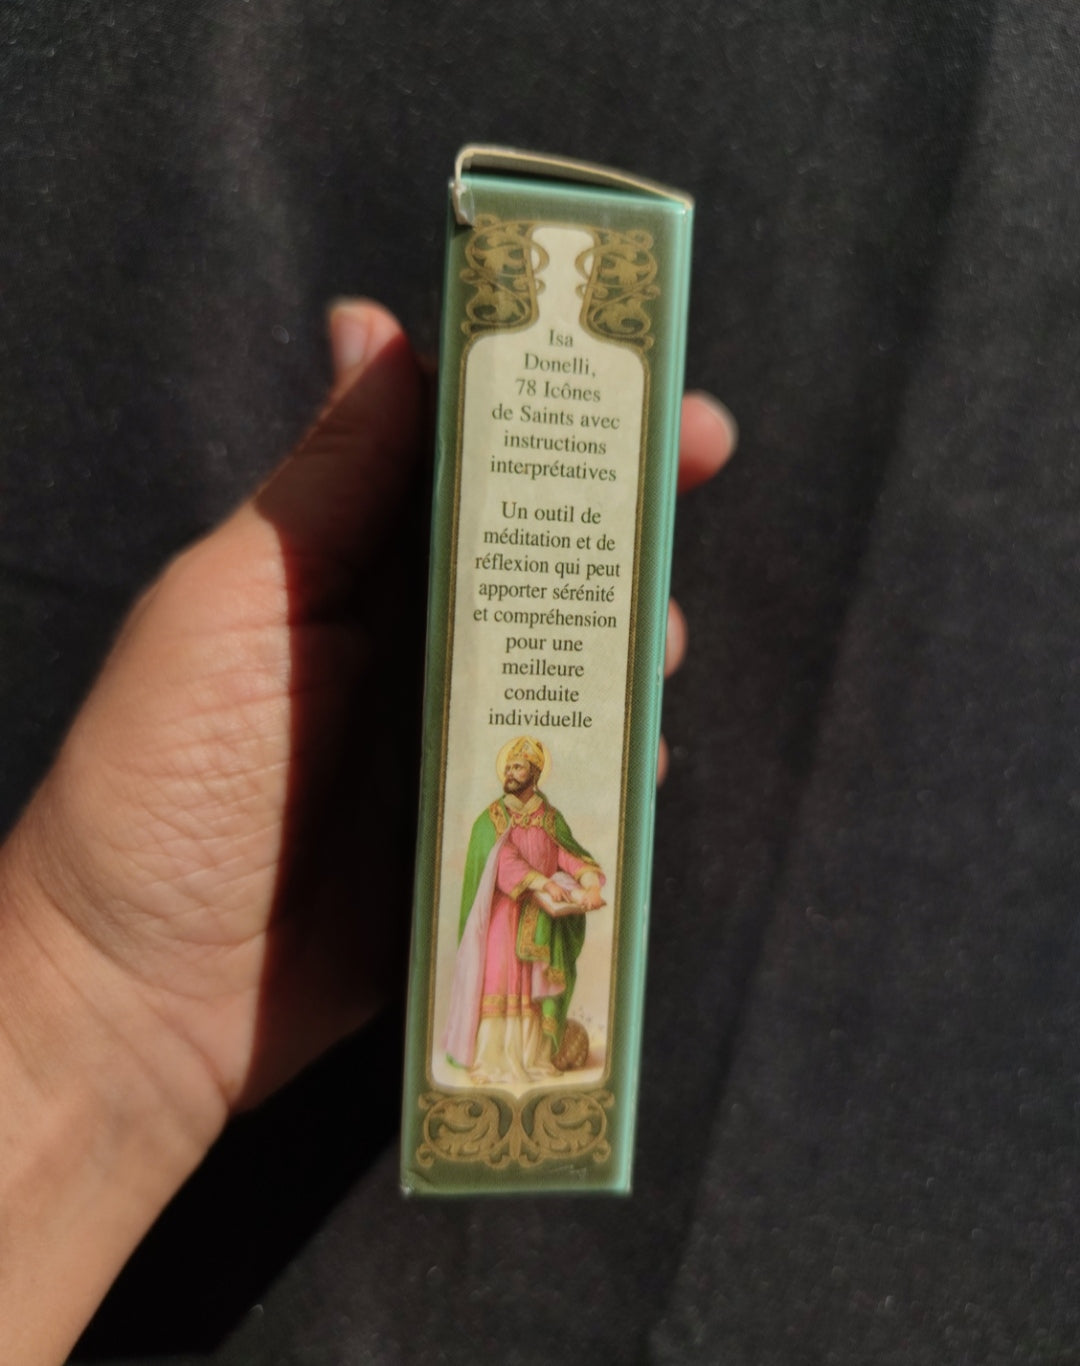 Isa
Donelli,
78 Icônes
de Saints avec
instructions
interprétatives
Un outil de
méditation et de
réflexion qui peut
apporter sérénité
et compréhension
pour une
meilleure
conduite
individuelle